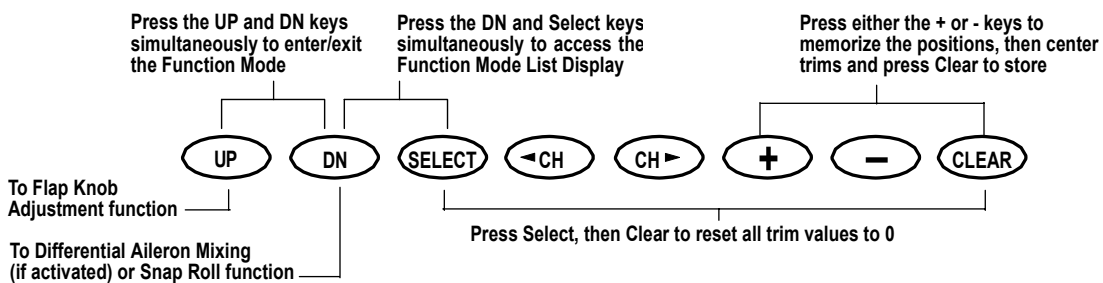 Press the UP and DN keys
simultaneously to enter/exit
the Function Mode
Press the DN and Select keys
simultaneously to access the
Function Mode List Display
Press either the + or - keys to
memorize the positions, then center
trims and press Clear to store
UP
DN
SELECT
◄CH
CH►
+
−
CLEAR
To Flap Knob
Adjustment function
Press Select, then Clear to reset all trim values to 0
To Differential Aileron Mixing
(if activated) or Snap Roll function